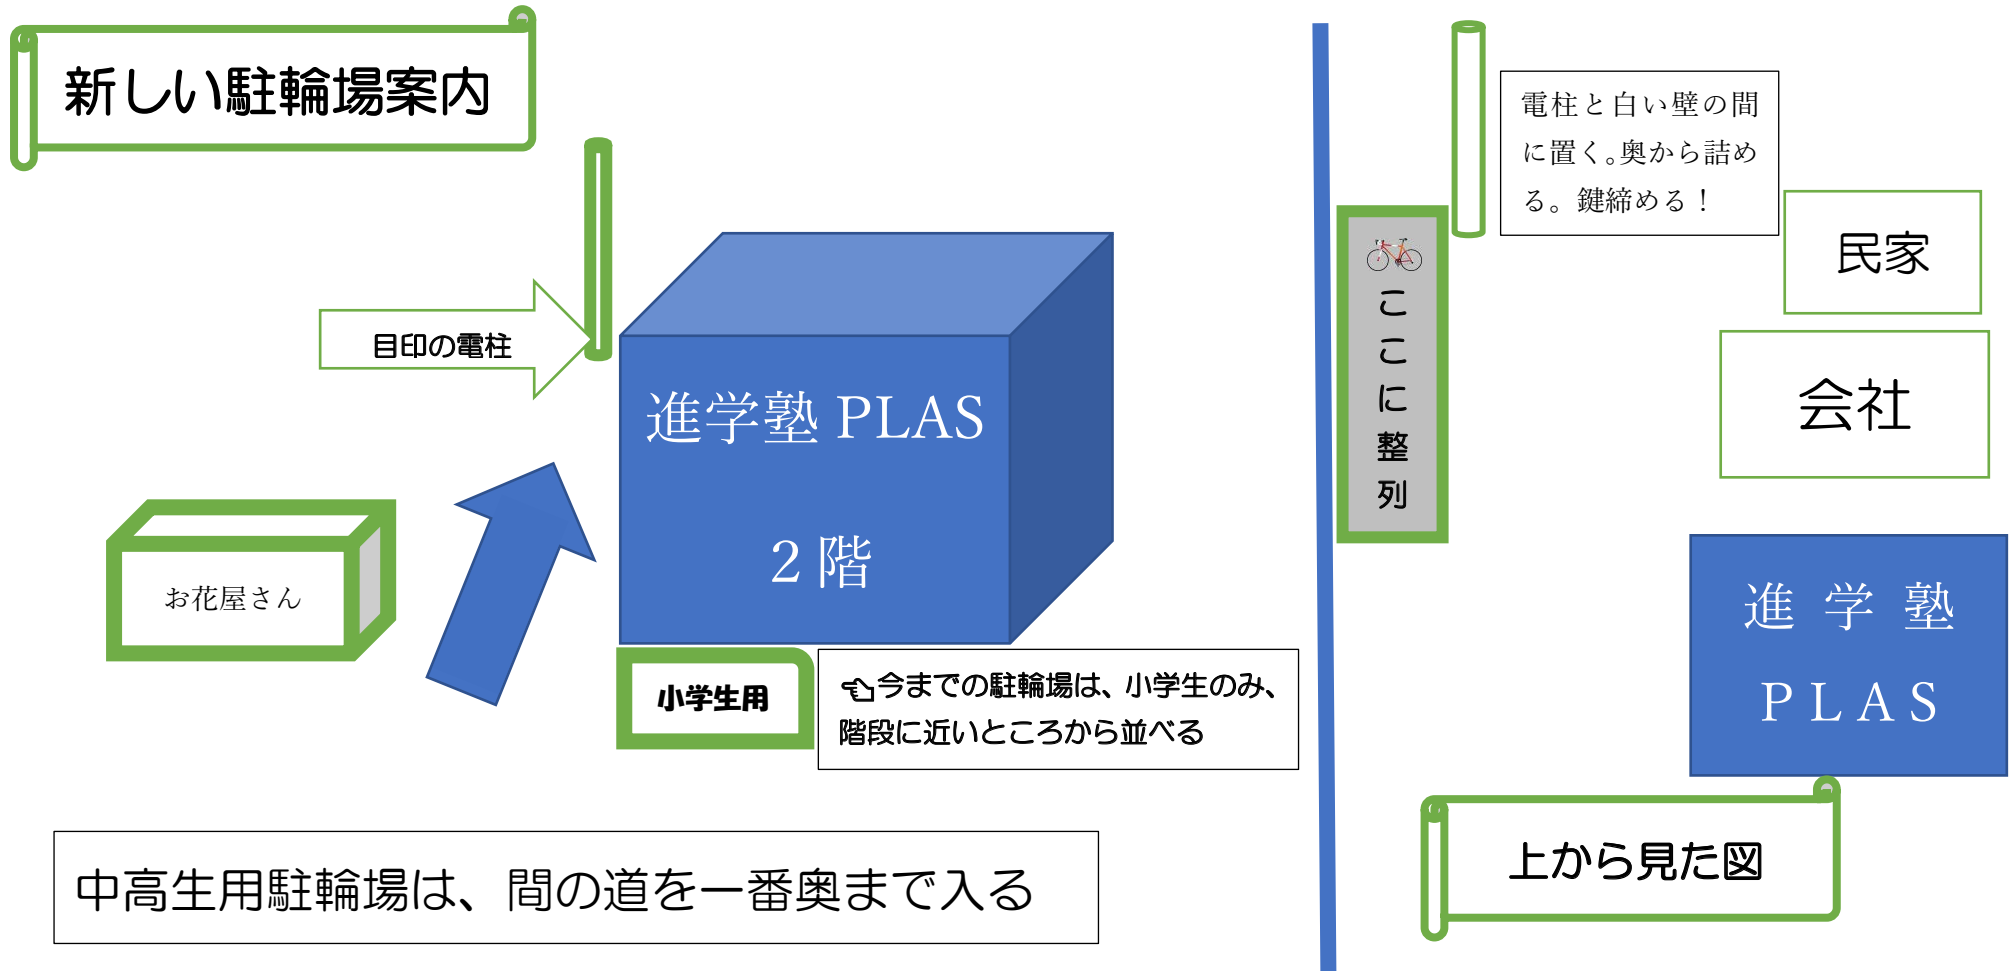 新しい駐輪場案内
目印の電柱
進学塾 PLAS
2 階
お花屋さん
小学生用
👈今までの駐輪場は、小学生のみ、
階段に近いところから並べる
中高生用駐輪場は、間の道を一番奥まで入る
電柱と白い壁の間
に置く。奥から詰め
る。鍵締める！
ここに整列
民家
会社
進学塾
PLAS
上から見た図